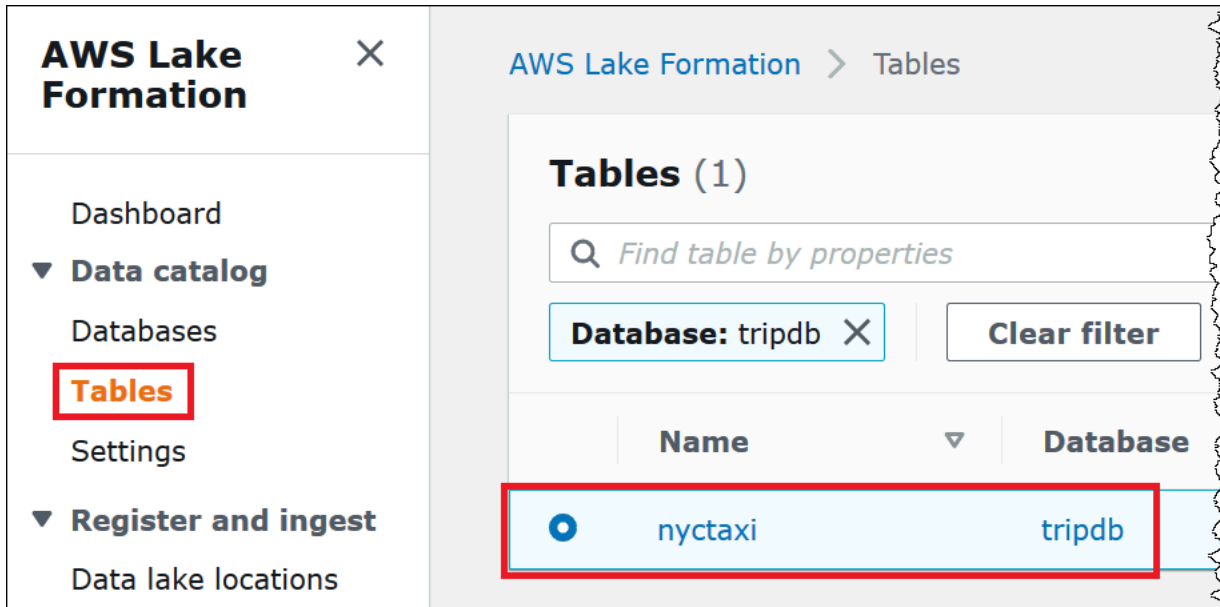 AWS Lake
Formation
Dashboard
Data catalog
Databases
Tables
Settings
Register and ingest
Data lake locations
AWS Lake Formation > Tables
Tables (1)
Find table by properties
Database: tripdb
Clear filter
Name Database
nyctaxi tripdb